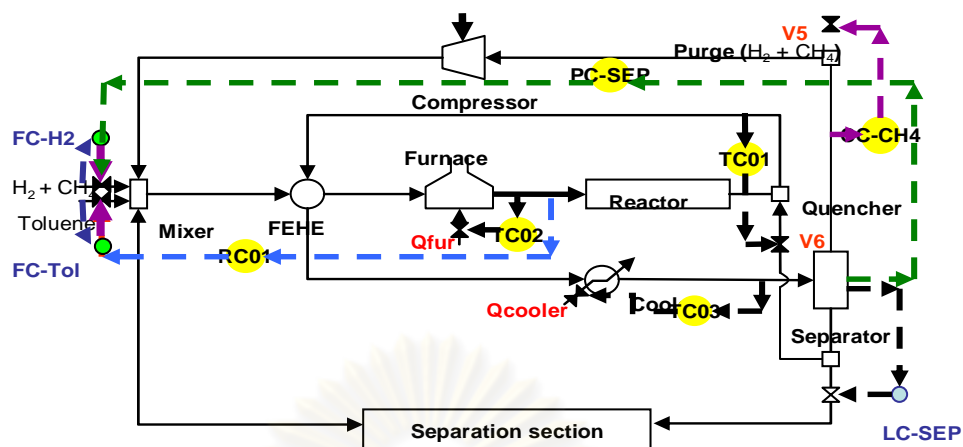 V5
Purge (H2 + CH4)
PC-SEP
Compressor
FC-H2
CC-CH4
TC01
Furnace
H2 + CH4
Toluene
Reactor
Quencher
Mixer
FEHE
Qfur
TC02
V6
RC01
FC-Tol
Qcooler
Cool
TC03
Separator
Separation section
LC-SEP